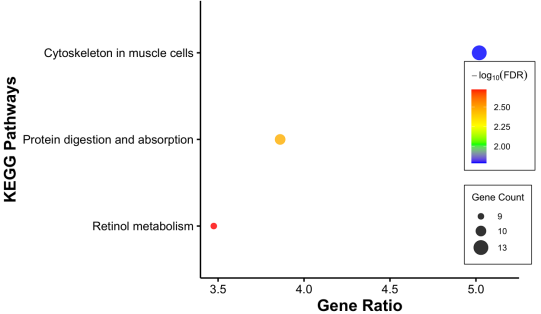 KEGG Pathways
Cytoskeleton in muscle cells
Protein digestion and absorption
Retinol metabolism
3.5 4.0 4.5 5.0
Gene Ratio
−log10(FDR)
2.50
2.25
2.00
Gene Count
9
10
13